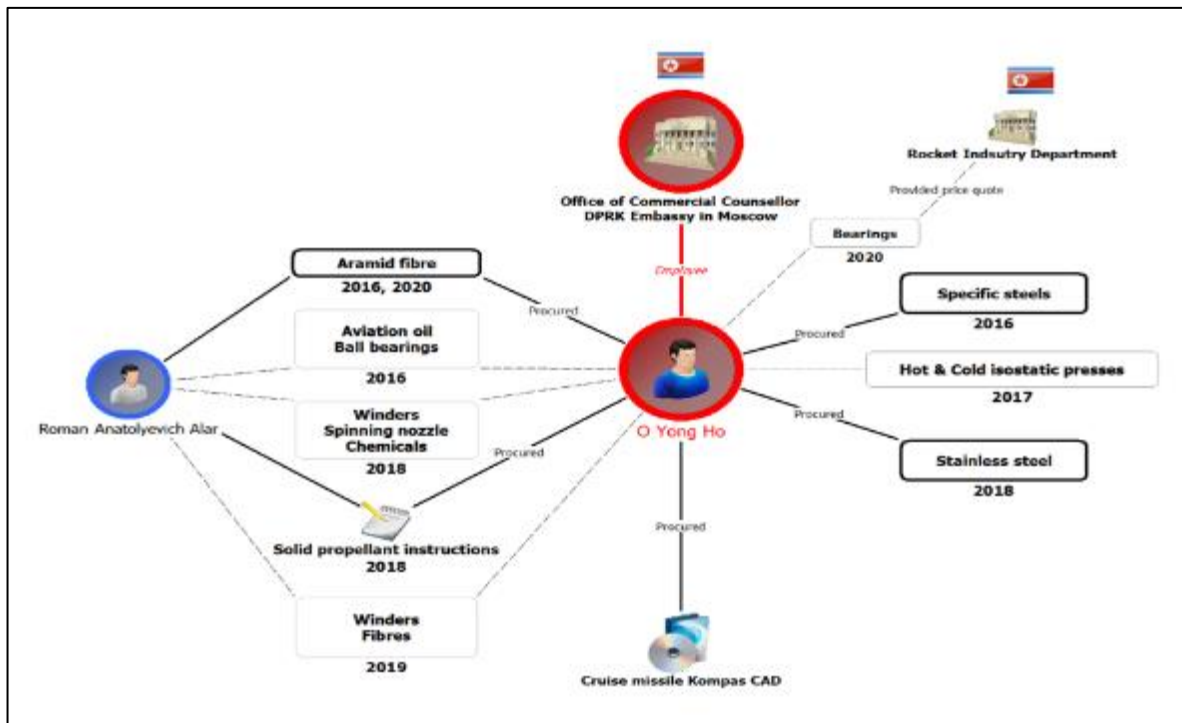 Rocket Indsutry Department
Provided price quote
Office of Commercial Counsellor
DPRK Embassy in Moscow
Bearings
2020
Employee
Aramid fibre
2016, 2020
Procured
Specific steels
2016
Procured
Aviation oil
Ball bearings
2016
Hot & Cold isostatic presses
2017
Roman Anatolyevich Alar
Winders
Spinning nozzle
Chemicals
2018
O Yong Ho
Procured
Procured
Stainless steel
2018
Solid propellant instructions
2018
Procured
Winders
Fibres
2019
Cruise missile Kompas CAD